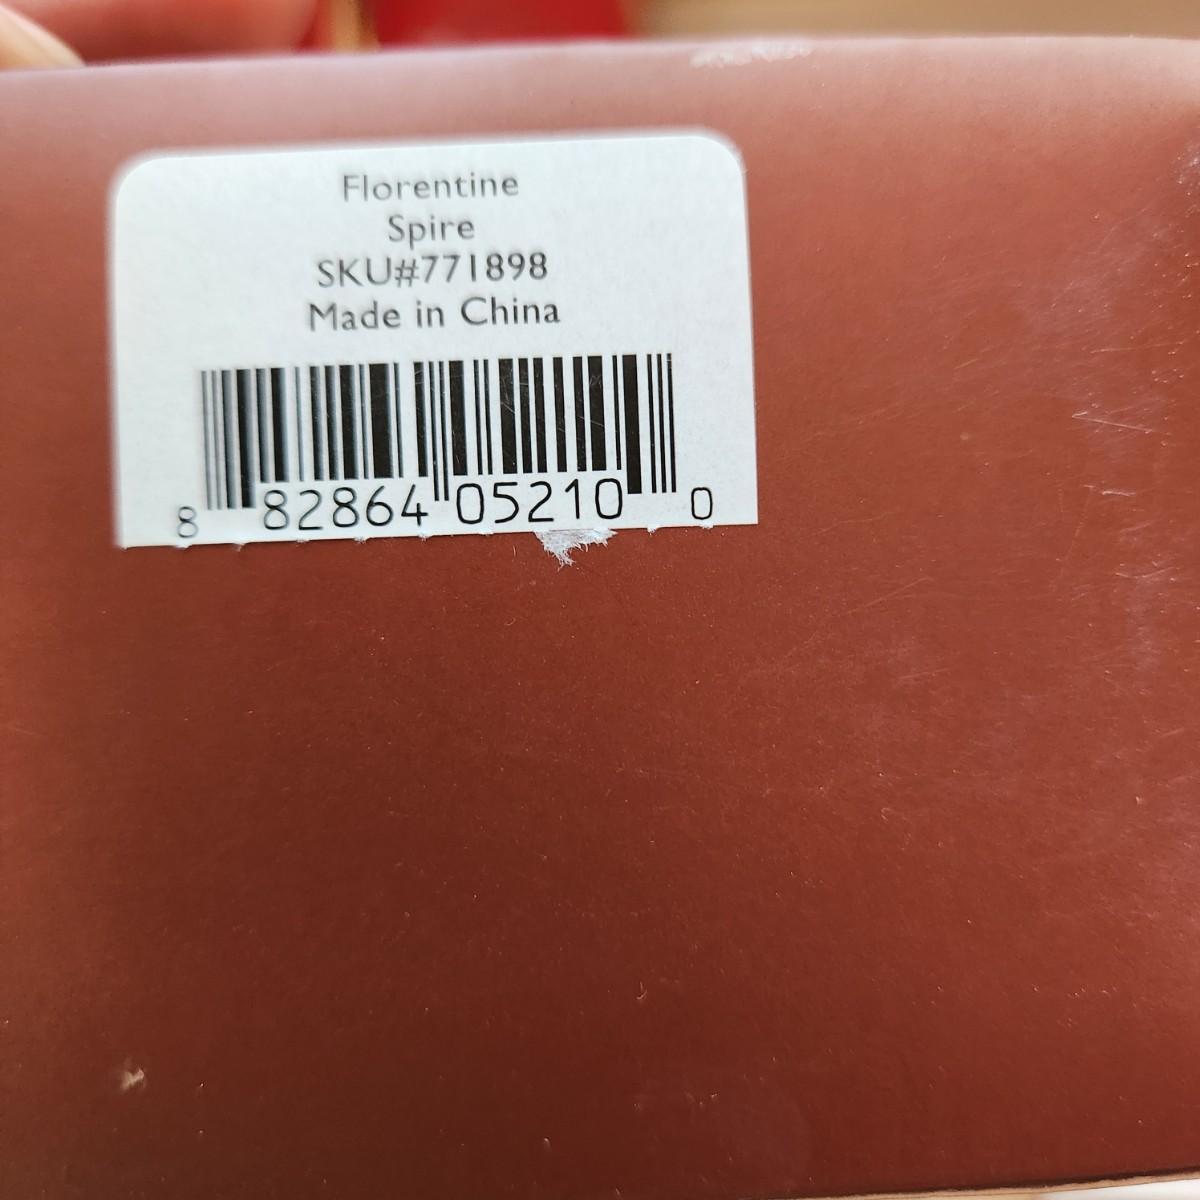 Florentine
Spire
SKU#771898
Made in China
8 82864 05210 0